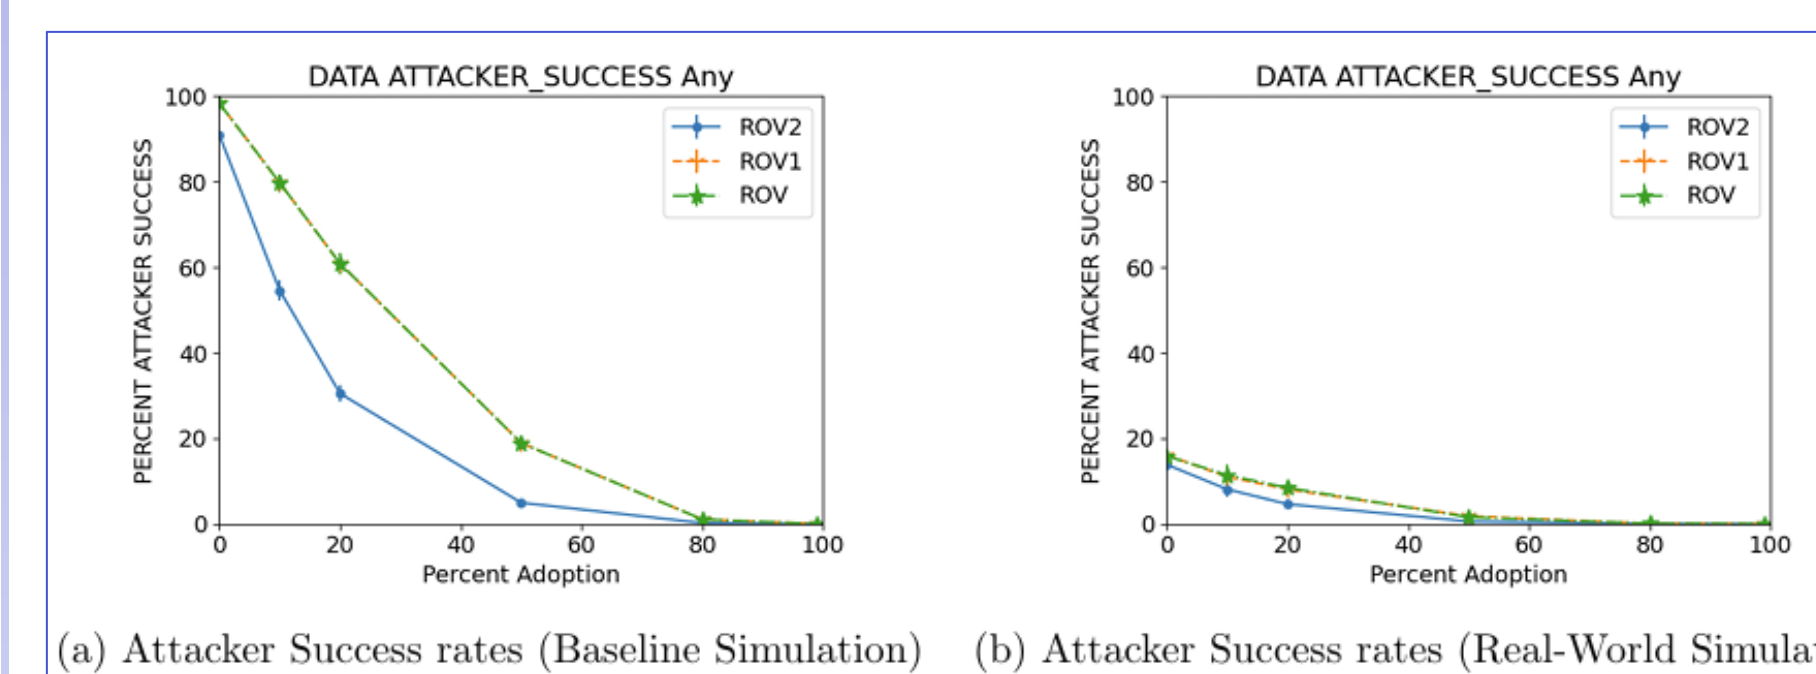 DATA ATTACKER_SUCCESS Any
PERCENT ATTACKER SUCCESS
100
80
60
40
20
0
ROV2
ROV1
ROV
0 20 40 60 80 100
Percent Adoption
(a) Attacker Success rates (Baseline Simulation)
DATA ATTACKER_SUCCESS Any
PERCENT ATTACKER SUCCESS
100
80
60
40
20
0
ROV2
ROV1
ROV
0 20 40 60 80 100
Percent Adoption
(b) Attacker Success rates (Real-World Simula